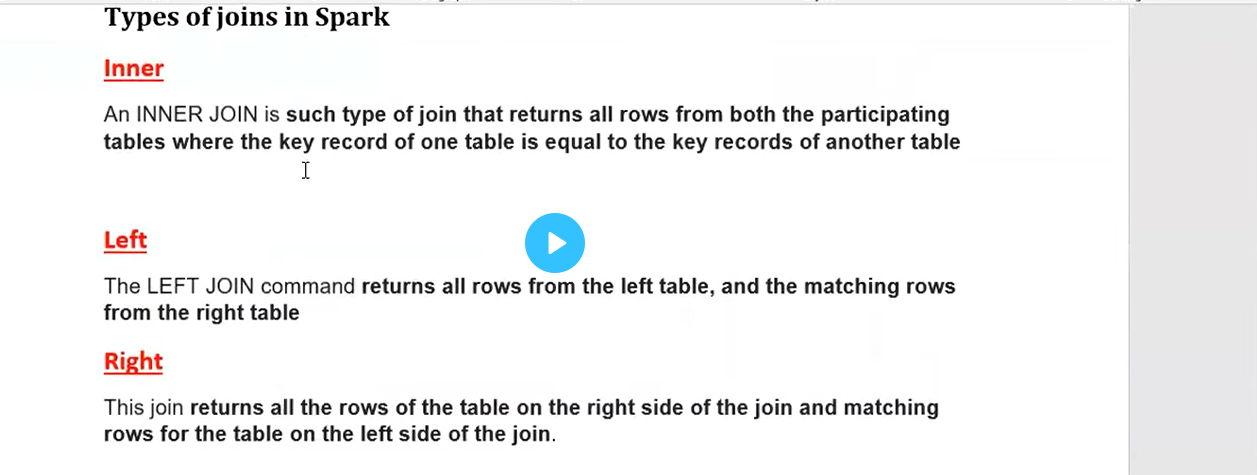 Types of joins in Spark
Inner
An INNER JOIN is such type of join that returns all rows from both the participating
tables where the key record of one table is equal to the key records of another table
Left
The LEFT JOIN command returns all rows from the left table, and the matching rows
from the right table
Right
This join returns all the rows of the table on the right side of the join and matching
rows for the table on the left side of the join.